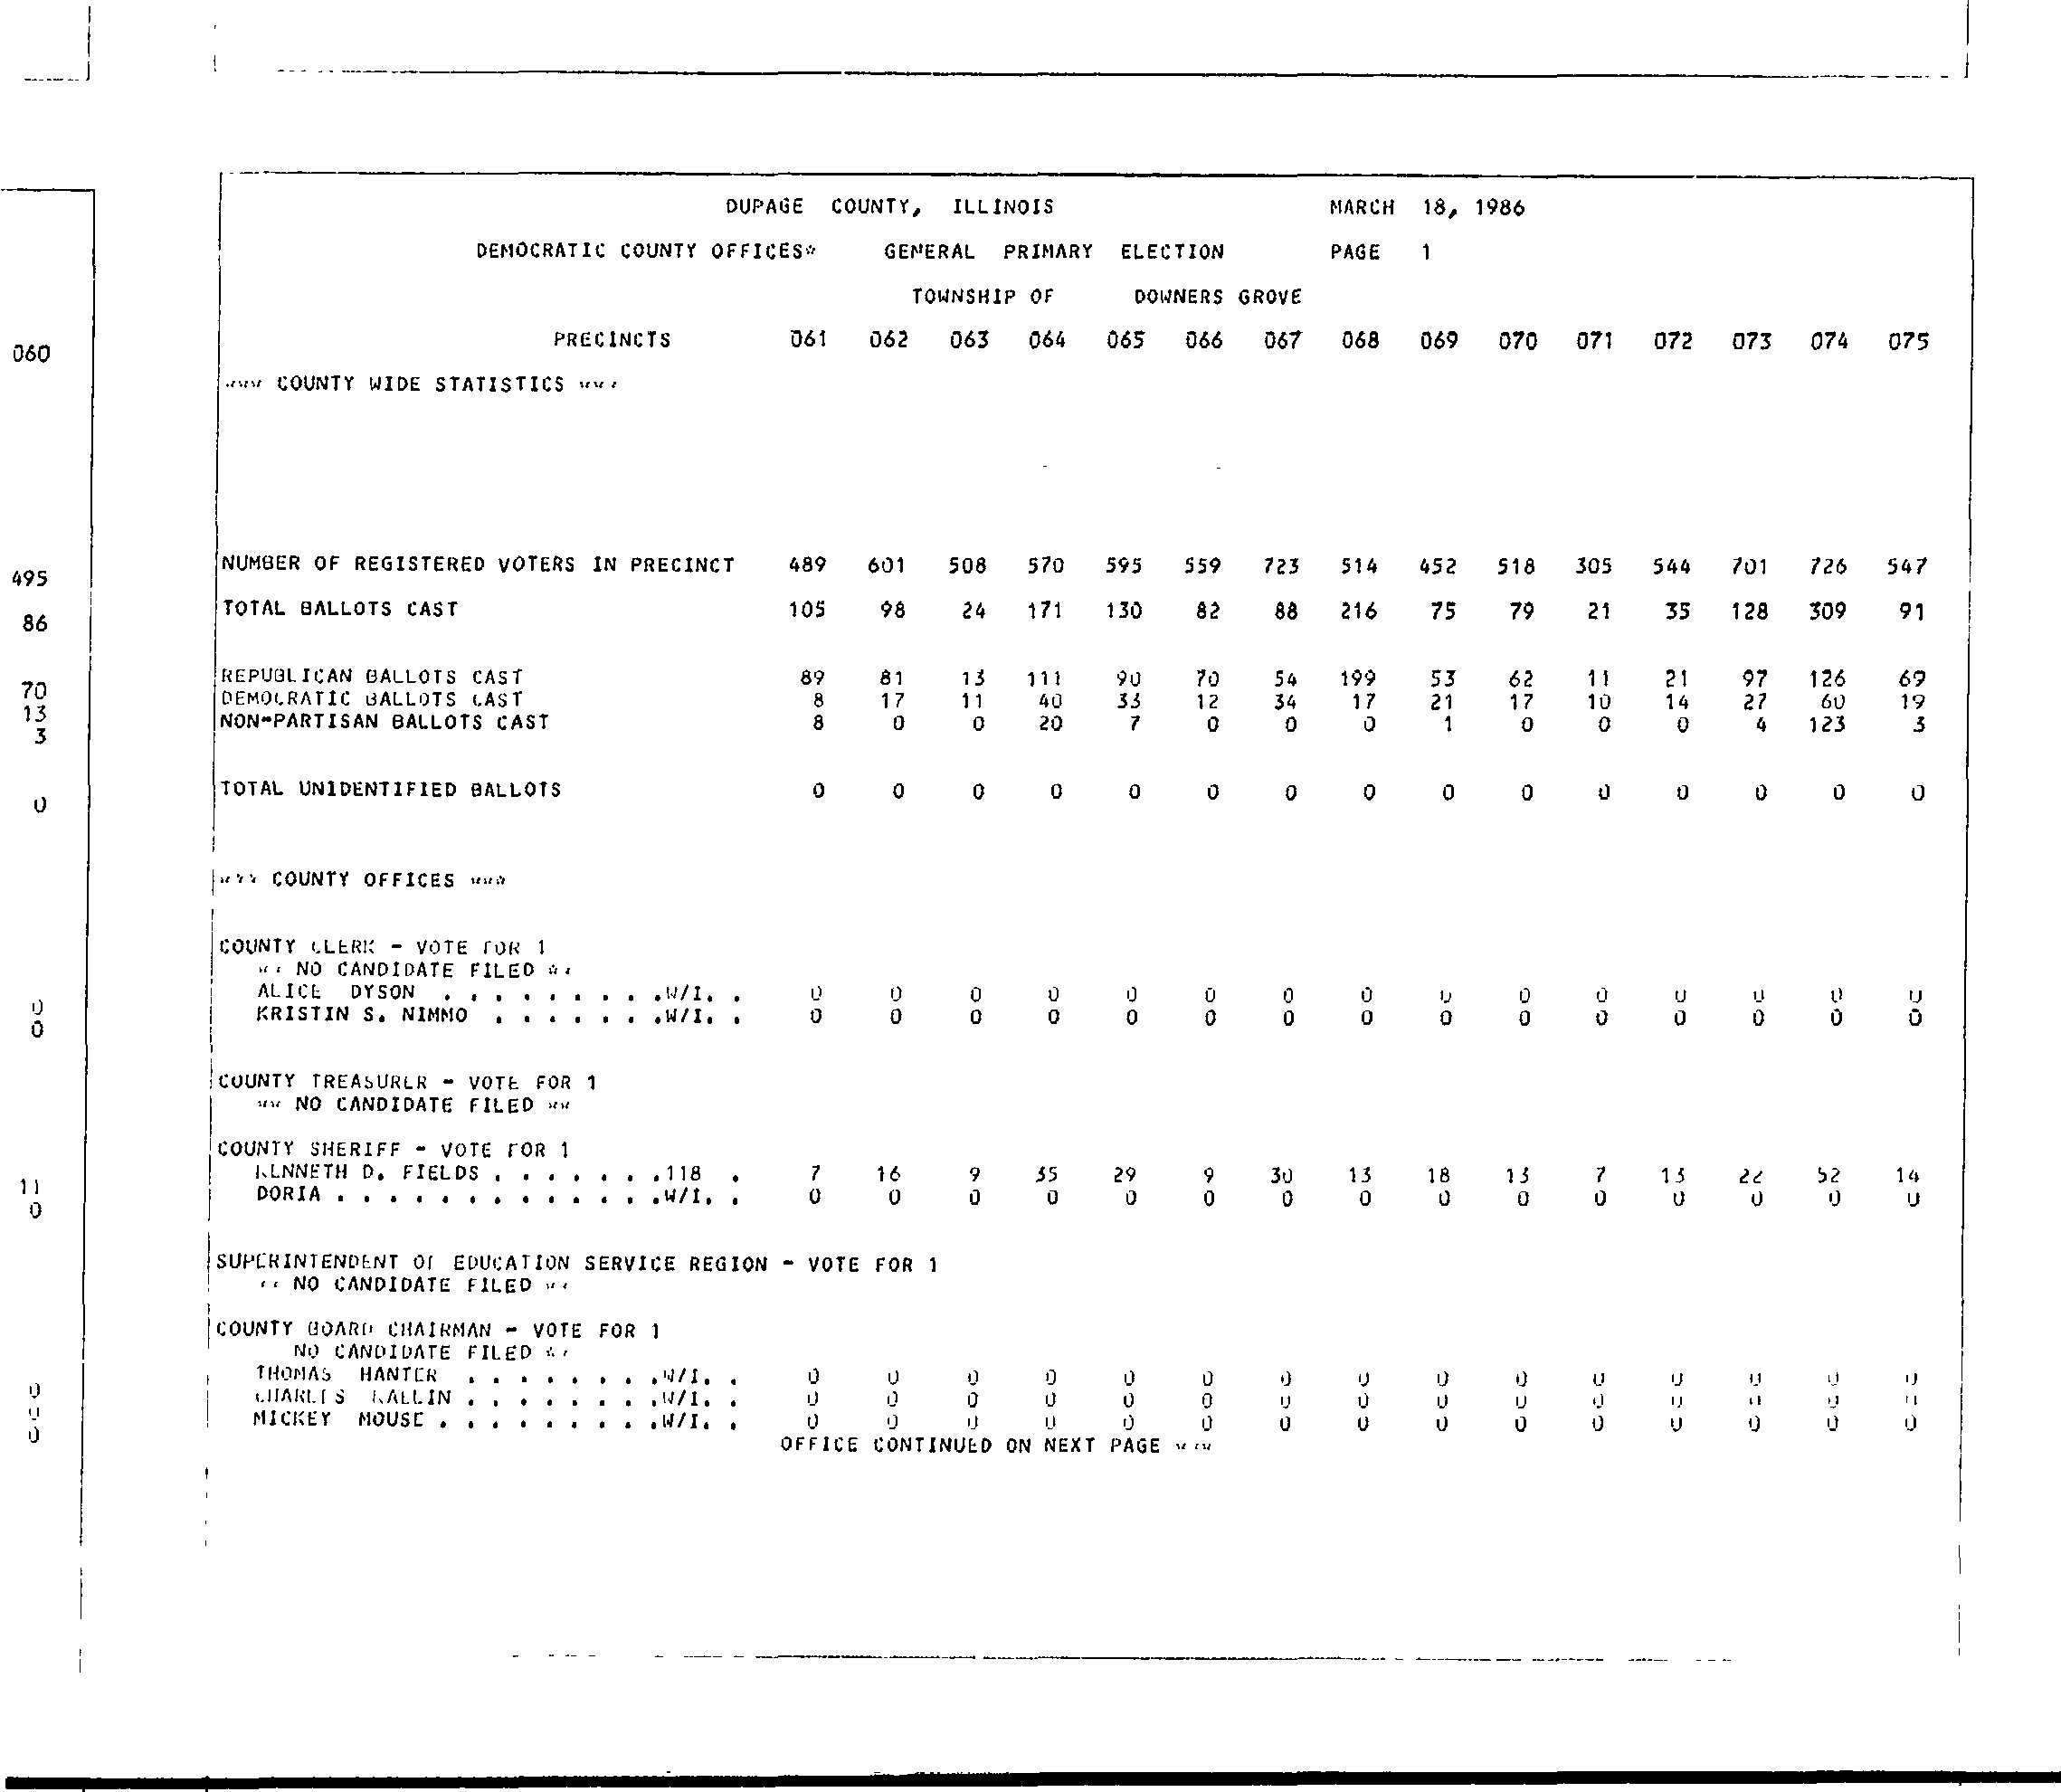 DUPAGE COUNTY, ILLINOIS MARCH 18, 1986
DEMOCRATIC COUNTY OFFICES* GENERAL PRIMARY ELECTION PAGE 1
TOWNSHIP OF DOWNERS GROVE
PRECINCTS 061 062 063 064 065 066 067 068 069 070 071 072 073 074 075
*** COUNTY WIDE STATISTICS ***
NUMBER OF REGISTERED VOTERS IN PRECINCT 489 601 508 570 595 559 723 514 452 518 305 544 701 726 547
TOTAL BALLOTS CAST 105 98 24 171 130 82 88 216 75 79 21 35 128 309 91
REPUBLICAN BALLOTS CAST 89 81 13 111 90 70 54 199 53 62 11 21 97 126 69
DEMOCRATIC BALLOTS CAST 8 17 11 40 33 12 34 17 21 17 10 14 27 60 19
NON-PARTISAN BALLOTS CAST 8 0 0 20 7 0 0 0 1 0 0 0 4 123 3
TOTAL UNIDENTIFIED BALLOTS 0 0 0 0 0 0 0 0 0 0 0 0 0 0 0
*** COUNTY OFFICES ***
COUNTY CLERK - VOTE FOR 1
** NO CANDIDATE FILED **
ALICE DYSON . . . . . . . . .W/I. . 0 0 0 0 0 0 0 0 0 0 0 0 0 0 0
KRISTIN S. NIMMO . . . . . . .W/I. . 0 0 0 0 0 0 0 0 0 0 0 0 0 0 0
COUNTY TREASURER - VOTE FOR 1
** NO CANDIDATE FILED **
COUNTY SHERIFF - VOTE FOR 1
KENNETH D. FIELDS . . . . . . .118 . 7 16 9 35 29 9 30 13 18 13 7 13 22 52 14
DORIA . . . . . . . . . . . . .W/I. . 0 0 0 0 0 0 0 0 0 0 0 0 0 0 0
SUPERINTENDENT OF EDUCATION SERVICE REGION - VOTE FOR 1
** NO CANDIDATE FILED **
COUNTY BOARD CHAIRMAN - VOTE FOR 1
NO CANDIDATE FILED **
THOMAS HANTER . . . . . . . .W/I. . 0 0 0 0 0 0 0 0 0 0 0 0 0 0 0
CHARLES KALLIN . . . . . . . .W/I. . 0 0 0 0 0 0 0 0 0 0 0 0 0 0 0
MICKEY MOUSE . . . . . . . . .W/I. . 0 0 0 0 0 0 0 0 0 0 0 0 0 0 0
OFFICE CONTINUED ON NEXT PAGE ***
060
495
86
70
13
3
0
0
0
11
0
0
0
0